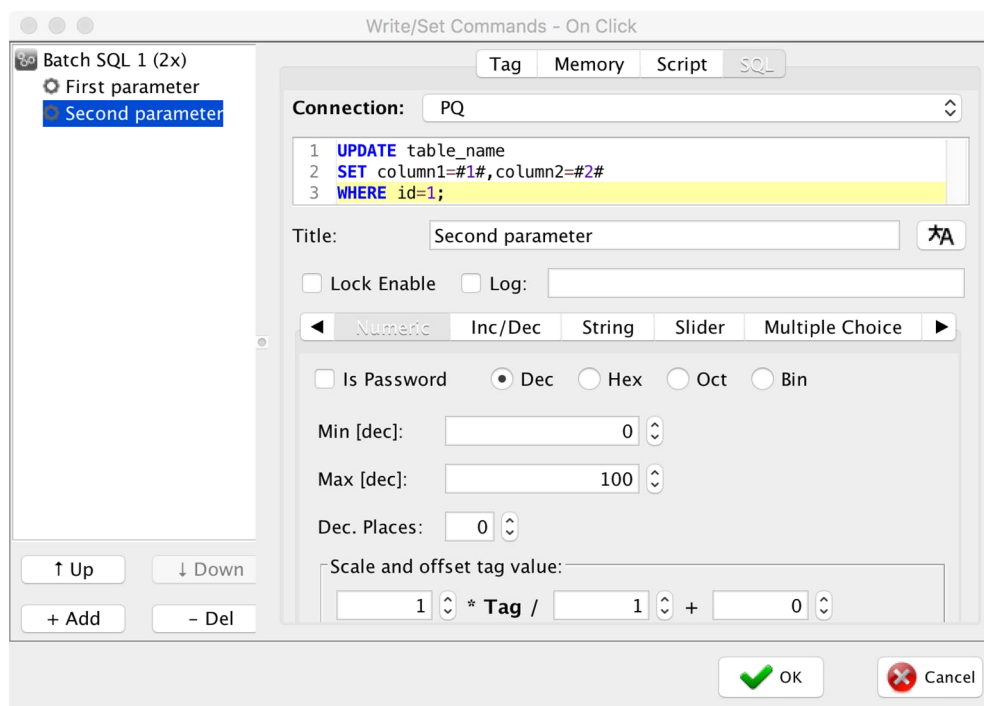 Write/Set Commands - On Click
Batch SQL 1 (2x)
First parameter
Second parameter
Tag Memory Script SQL
Connection: PQ
1 UPDATE table_name
2 SET column1=#1#,column2=#2#
3 WHERE id=1;
Title: Second parameter 大A
Lock Enable Log:
◀ Numeric Inc/Dec String Slider Multiple Choice ▶
Is Password Dec Hex Oct Bin
Min [dec]: 0
Max [dec]: 100
Dec. Places: 0
Scale and offset tag value:
1 * Tag / 1 + 0
↑ Up ↓ Down
+ Add - Del
OK Cancel